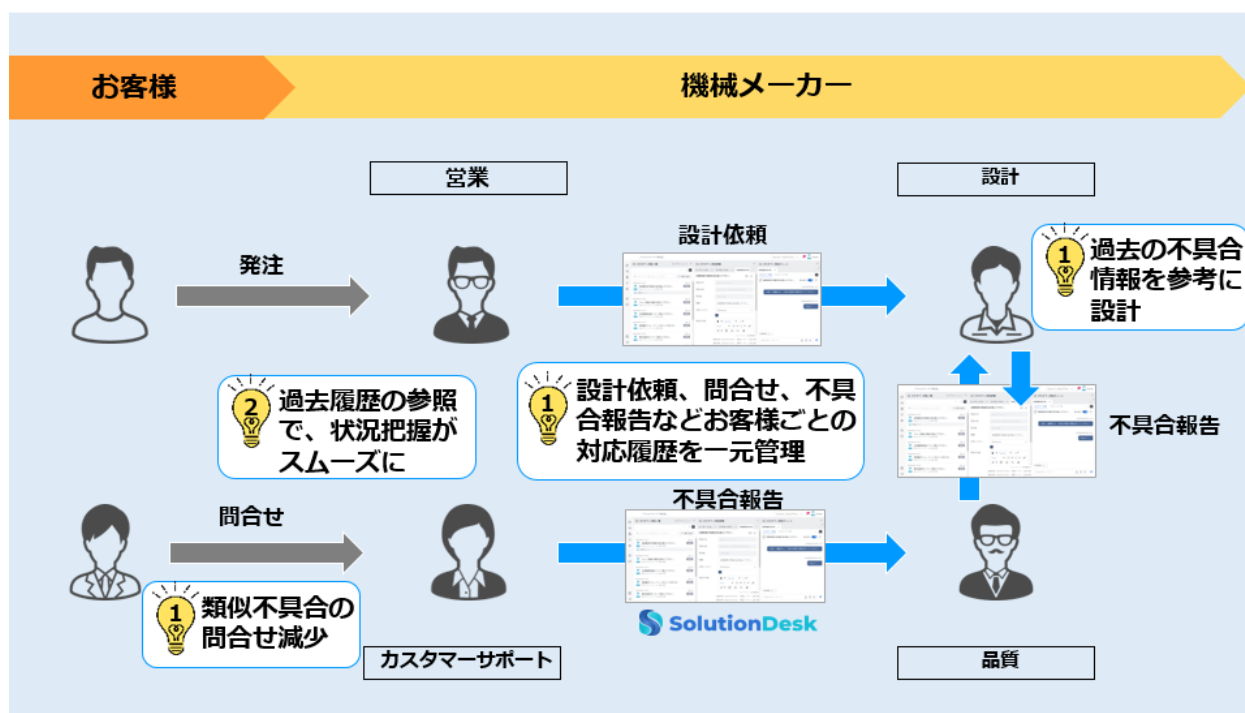 お客様
機械メーカー
営業
設計
発注
設計依頼
1
過去の不具合
情報を参考に
設計
2
過去履歴の参照
で、状況把握が
スムーズに
1
設計依頼、問合せ、不具
合報告などお客様ごとの
対応履歴を一元管理
不具合報告
問合せ
不具合報告
1
類似不具合の
問合せ減少
SolutionDesk
カスタマーサポート
品質